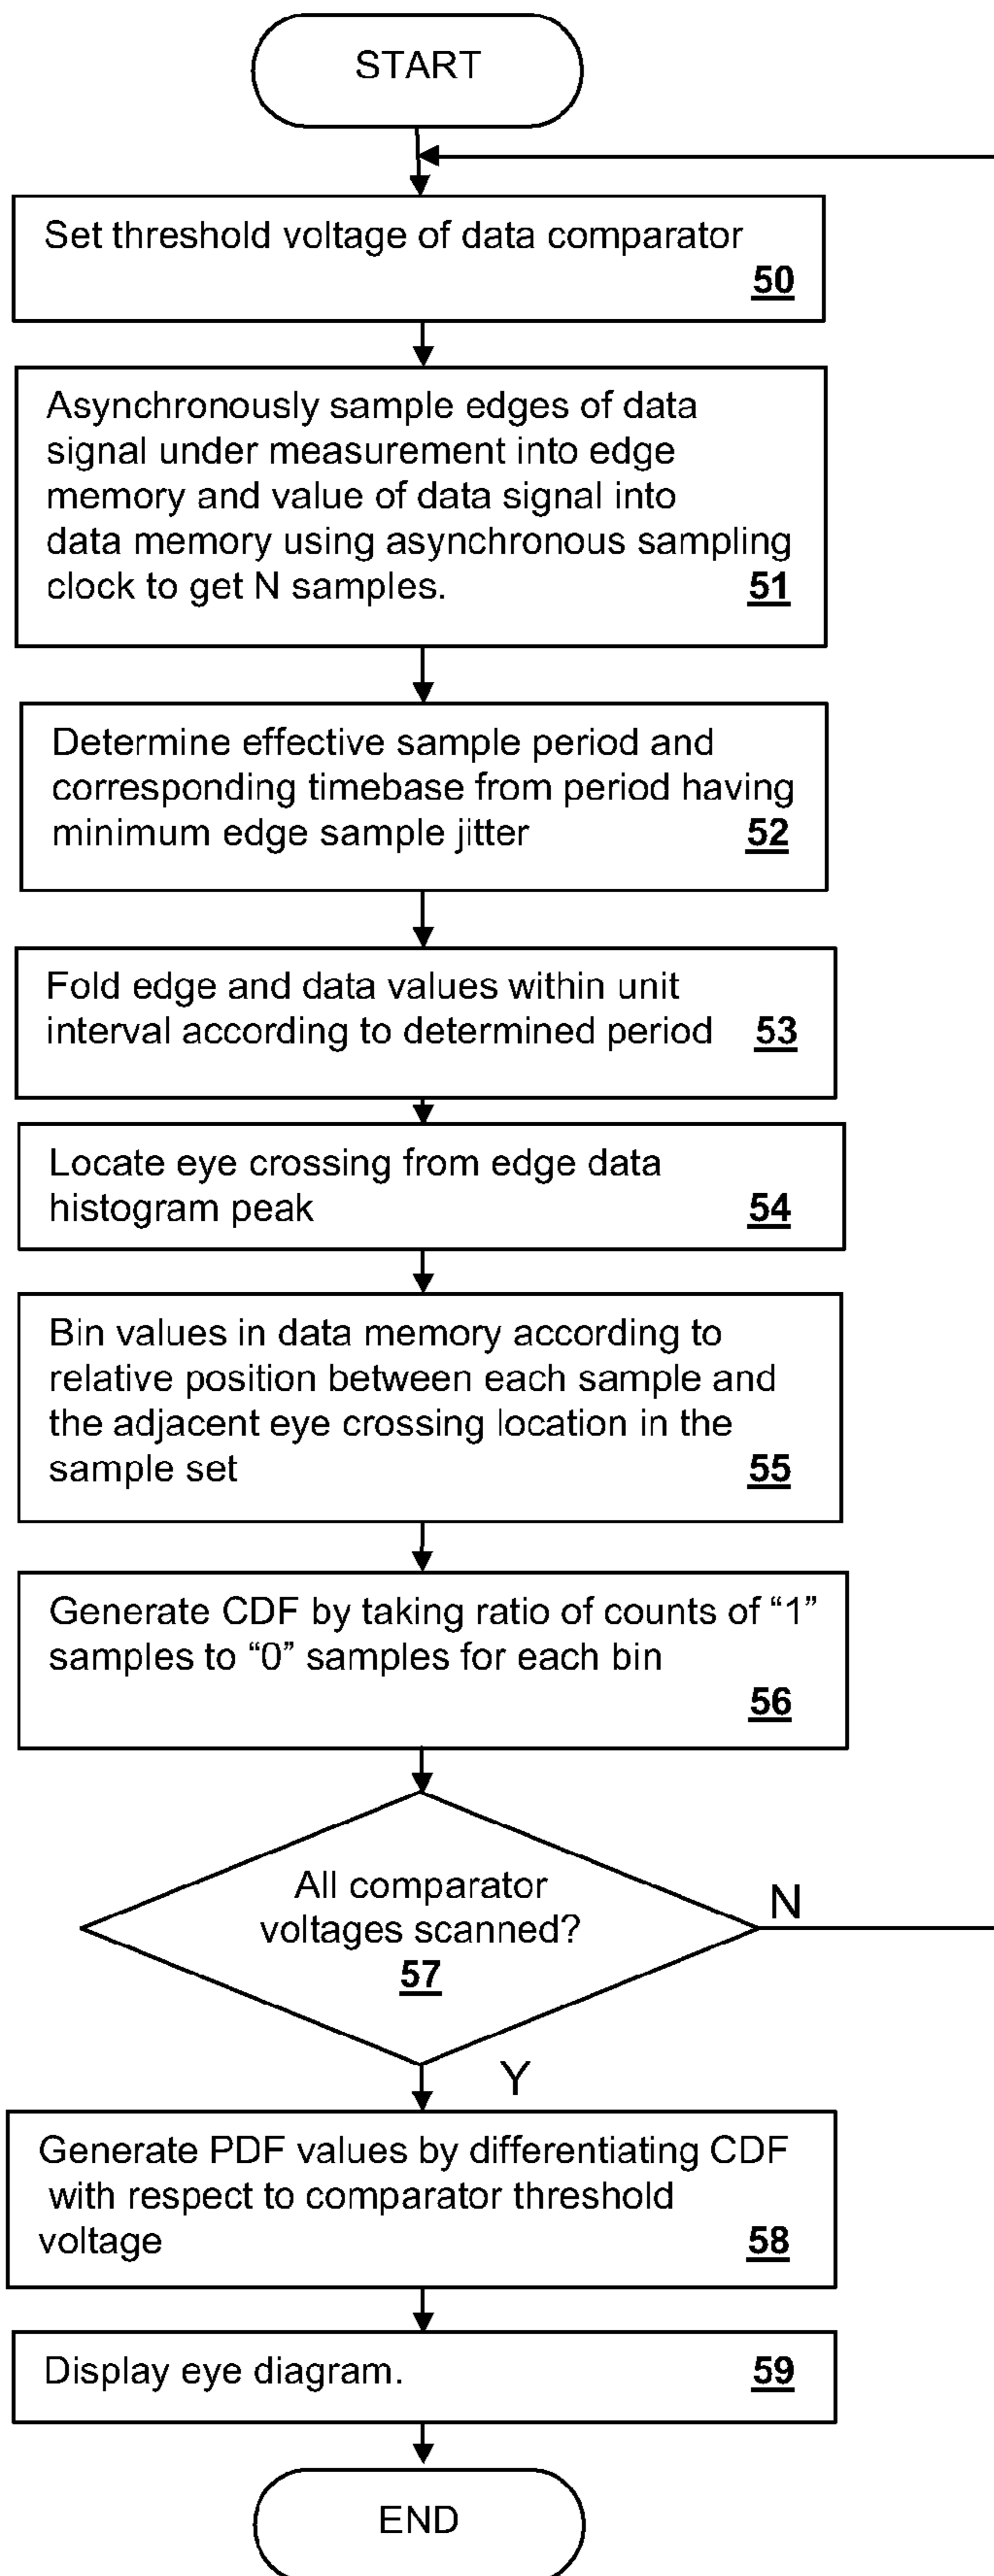 START
Set threshold voltage of data comparator
50
Asynchronously sample edges of data
signal under measurement into edge
memory and value of data signal into
data memory using asynchronous sampling
clock to get N samples. 51
Determine effective sample period and
corresponding timebase from period having
minimum edge sample jitter 52
Fold edge and data values within unit
interval according to determined period 53
Locate eye crossing from edge data
histogram peak 54
Bin values in data memory according to
relative position between each sample and
the adjacent eye crossing location in the
sample set 55
Generate CDF by taking ratio of counts of “1”
samples to “0” samples for each bin
56
All comparator
voltages scanned?
57
N
Y
Generate PDF values by differentiating CDF
with respect to comparator threshold
voltage 58
Display eye diagram. 59
END